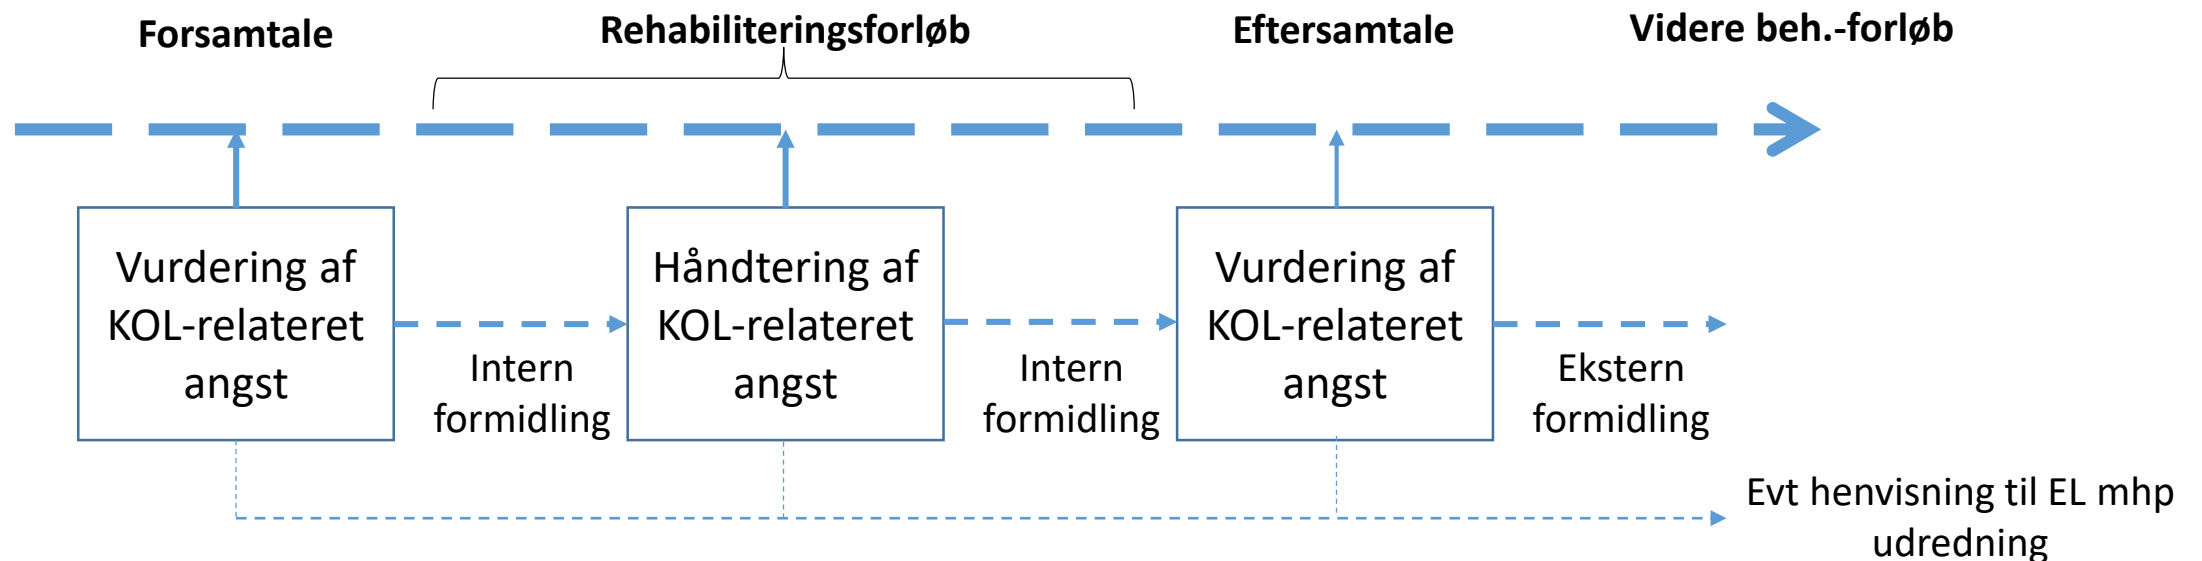 Forsamtale
Rehabiliteringsforløb
Eftersamtale
Videre beh.-forløb
Vurdering af
KOL-relateret
angst
Intern
formidling
Håndtering af
KOL-relateret
angst
Intern
formidling
Vurdering af
KOL-relateret
angst
Ekstern
formidling
Evt henvisning til EL mhp
udredning